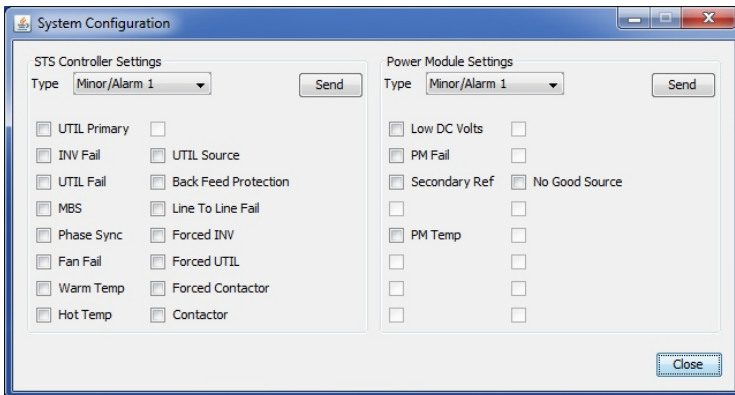 System Configuration
STS Controller Settings
Type Minor/Alarm 1 Send
UTIL Primary
INV Fail UTIL Source
UTIL Fail Back Feed Protection
MBS Line To Line Fail
Phase Sync Forced INV
Fan Fail Forced UTIL
Warm Temp Forced Contactor
Hot Temp Contactor
Power Module Settings
Type Minor/Alarm 1 Send
Low DC Volts
PM Fail
Secondary Ref No Good Source
PM Temp
Close